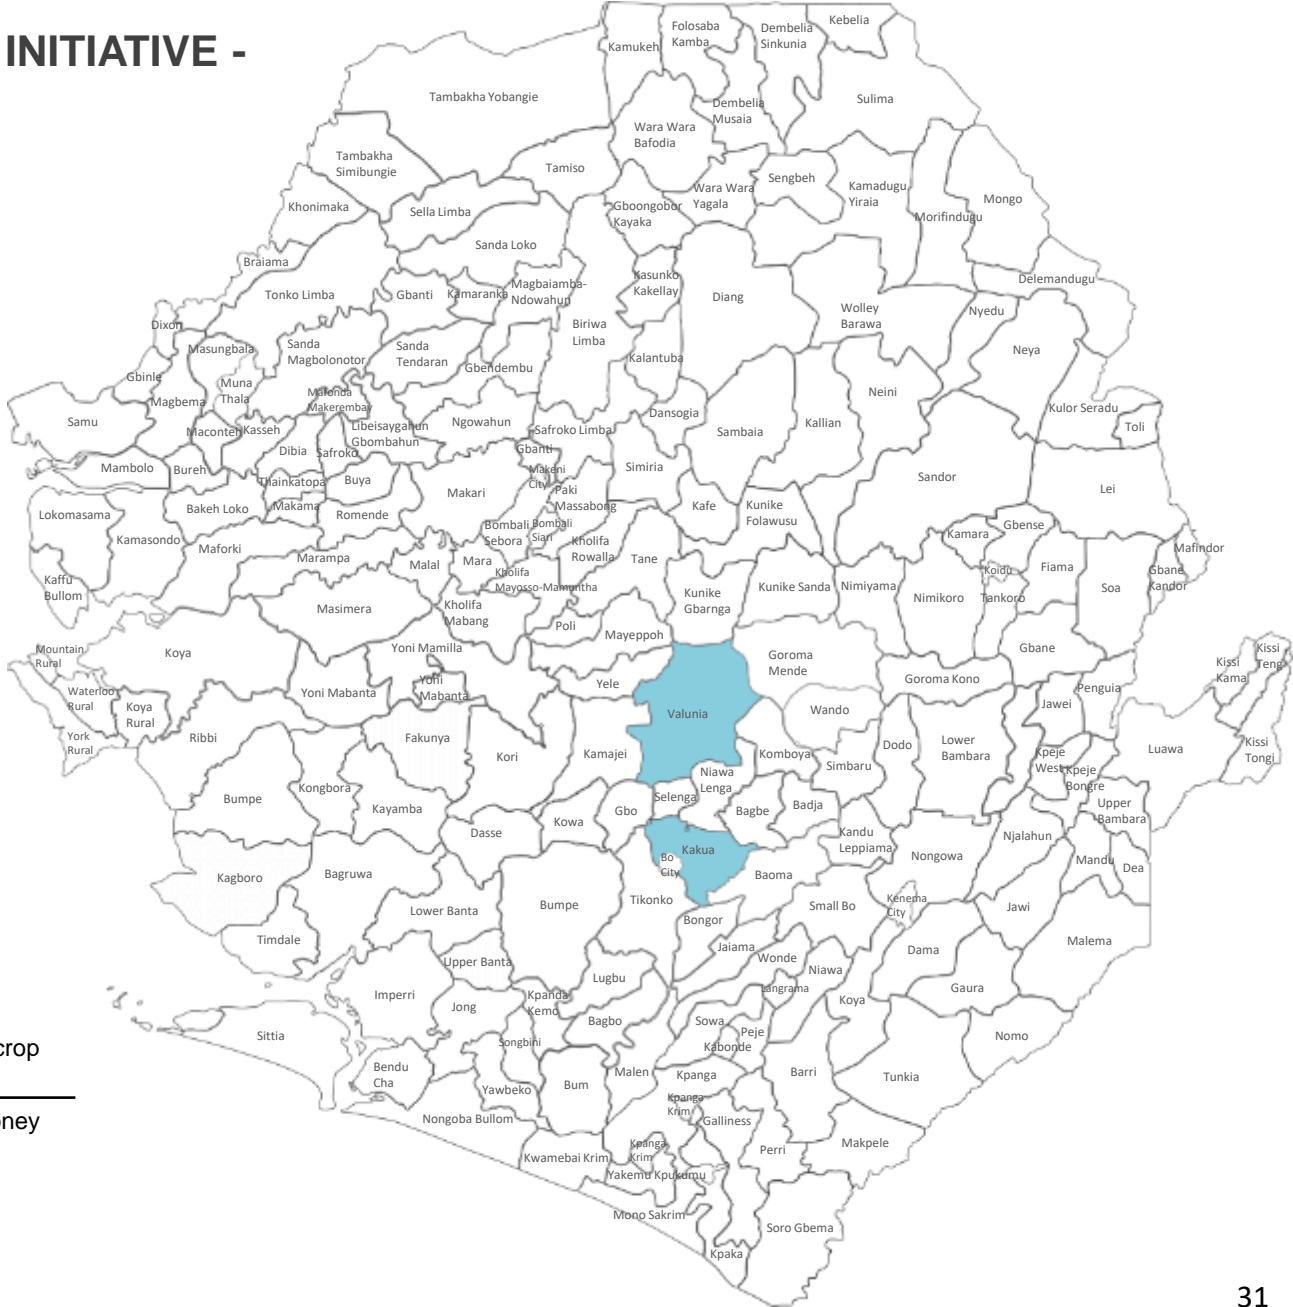 INITIATIVE -
Kamukeh
Folosaba
Kamba
Dembelia
Sinkunia
Kebelia
Tambakha Yobangie
Dembelia
Musaia
Sulima
Wara Wara
Bafodia
Tambakha
Simibungie
Tamiso
Wara Wara
Yagala
Sengbeh
Kamadugu
Yiraia
Mongo
Khonimaka
Sella Limba
Gboongobor
Kayaka
Morifindugu
Sanda Loko
Braiama
Tonko Limba
Gbanti
Kamaranka
Magbaiamba-
Ndowahun
Kasunko
Kakellay
Diang
Delemandugu
Wolley
Barawa
Nyedu
Dixon
Biriwa
Limba
Masungbala
Sanda
Magbolonotor
Sanda
Tendaran
Gbendembu
Kalantuba
Neya
Gbinle
Muna
Thala
Mafonda
Makerembay
Neini
Magbema
Samu
Dansogia
Kulor Seradu
Toli
Maconteh
Kasseh
Libeisaygahun
Gbombahun
Ngowahun
Safroko Limba
Sambaia
Kallian
Dibia
Safroko
Gbanti
Mambolo
Bureh
Thainkatopa
Buya
Makari
Makeni
City
Simiria
Sandor
Lei
Paki
Massabong
Lokomasama
Bakeh Loko
Makama
Romende
Kafe
Kunike
Folawusu
Kamasondo
Maforki
Bombali
Sebora
Bombali
Siari
Kholifa
Rowalla
Gbense
Kamara
Mafindor
Marampa
Malal
Mara
Tane
Kaffu
Bullom
Kholifa
Mayosso-Mamuntha
Kunike
Gbarnga
Kunike Sanda
Nimiyama
Nimikoro
Koidu
Tankoro
Fiama
Soa
Gbane
Kandor
Masimera
Kholifa
Mabang
Poli
Mayeppoh
Mountain
Rural
Koya
Yoni Mamilla
Goroma
Mende
Gbane
Kissi
Teng
Kissi
Kama
Waterloo
Rural
Yoni Mabanta
Yoni
Mabanta
Yele
Goroma Kono
Penguia
Koya
Rural
Valunia
Wando
Jawei
York
Rural
Ribbi
Fakunya
Kori
Kamajei
Komboya
Simbaru
Dodo
Lower
Bambara
Kpeje
West
Kpeje
Bongre
Luawa
Kissi
Tongi
Bumpe
Kongbora
Kayamba
Niawa
Lenga
Selenga
Gbo
Bagbe
Badja
Upper
Bambara
Dasse
Kowa
Kandu
Leppiama
Njalahun
Kakua
Bo
City
Nongowa
Mandu
Dea
Kagboro
Bagruwa
Baoma
Lower Banta
Bumpe
Tikonko
Small Bo
Kenema
City
Jawi
Bongor
Timdale
Jaiama
Dama
Malema
Upper Banta
Wonde
Niawa
Lugbu
Imperri
Kpanda
Kemo
Langrama
Gaura
Jong
Koya
Sittia
Bagbo
Sowa
Peje
Kabonde
Nomo
Songbini
crop
Bendu
Cha
Yawbeko
Bum
Malen
Kpanga
Barri
Tunkia
oney
Nongoba Bullom
Kpanga
Krim
Galliness
Kwamebai Krim
Kpanga
Krim
Perri
Makpele
Yakemu Kpukumu
Mono Sakrim
Soro Gbema
Kpaka
31